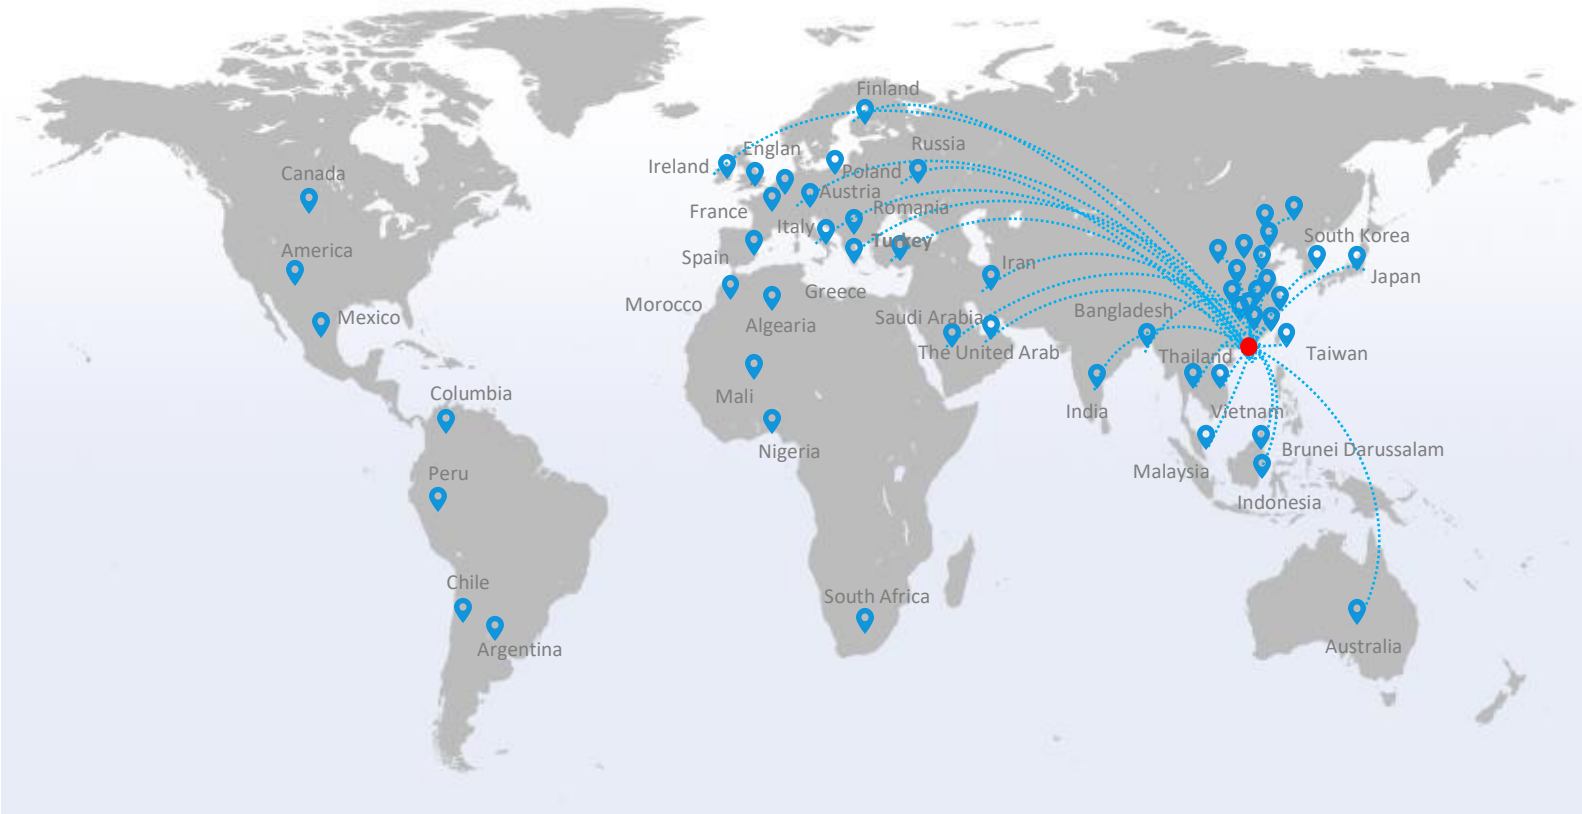 Finland
Englan
Russia
Ireland
Poland
Canada
Austria
France
Romania
Italy
Turkey
South Korea
America
Spain
Iran
Japan
Greece
Morocco
Bangladesh
Mexico
Saudi Arabia
Algearia
The United Arab
Thailand
Taiwan
Mali
Columbia
India
Vietnam
Nigeria
Brunei Darussalam
Peru
Malaysia
Indonesia
Chile
South Africa
Argentina
Australia